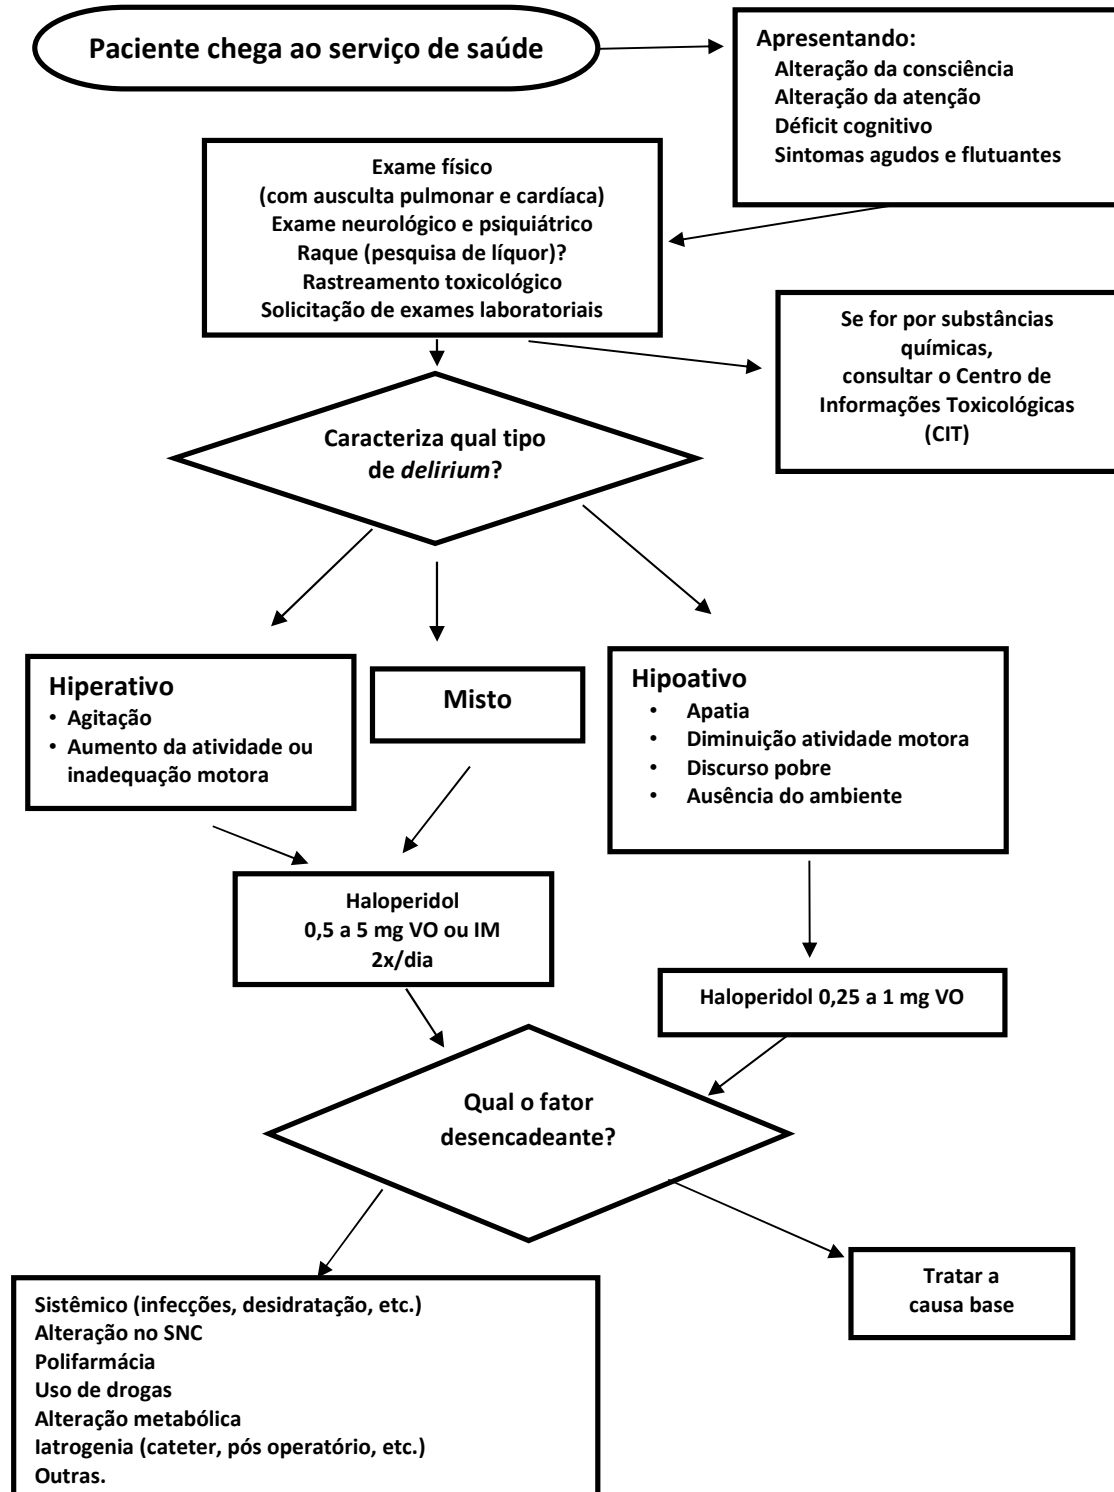 Paciente chega ao serviço de saúde
Apresentando:
Alteração da consciência
Alteração da atenção
Déficit cognitivo
Sintomas agudos e flutuantes
Exame físico
(com ausculta pulmonar e cardíaca)
Exame neurológico e psiquiátrico
Raque (pesquisa de líquor)?
Rastreamento toxicológico
Solicitação de exames laboratoriais
Se for por substâncias
químicas,
consultar o Centro de
Informações Toxicológicas
(CIT)
Caracteriza qual tipo
de delirium?
Hiperativo
• Agitação
• Aumento da atividade ou
inadequação motora
Misto
Hipoativo
• Apatia
• Diminuição atividade motora
• Discurso pobre
• Ausência do ambiente
Haloperidol
0,5 a 5 mg VO ou IM
2x/dia
Haloperidol 0,25 a 1 mg VO
Qual o fator
desencadeante?
Sistêmico (infecções, desidratação, etc.)
Alteração no SNC
Polifarmácia
Uso de drogas
Alteração metabólica
Iatrogenia (cateter, pós operatório, etc.)
Outras.
Tratar a
causa base